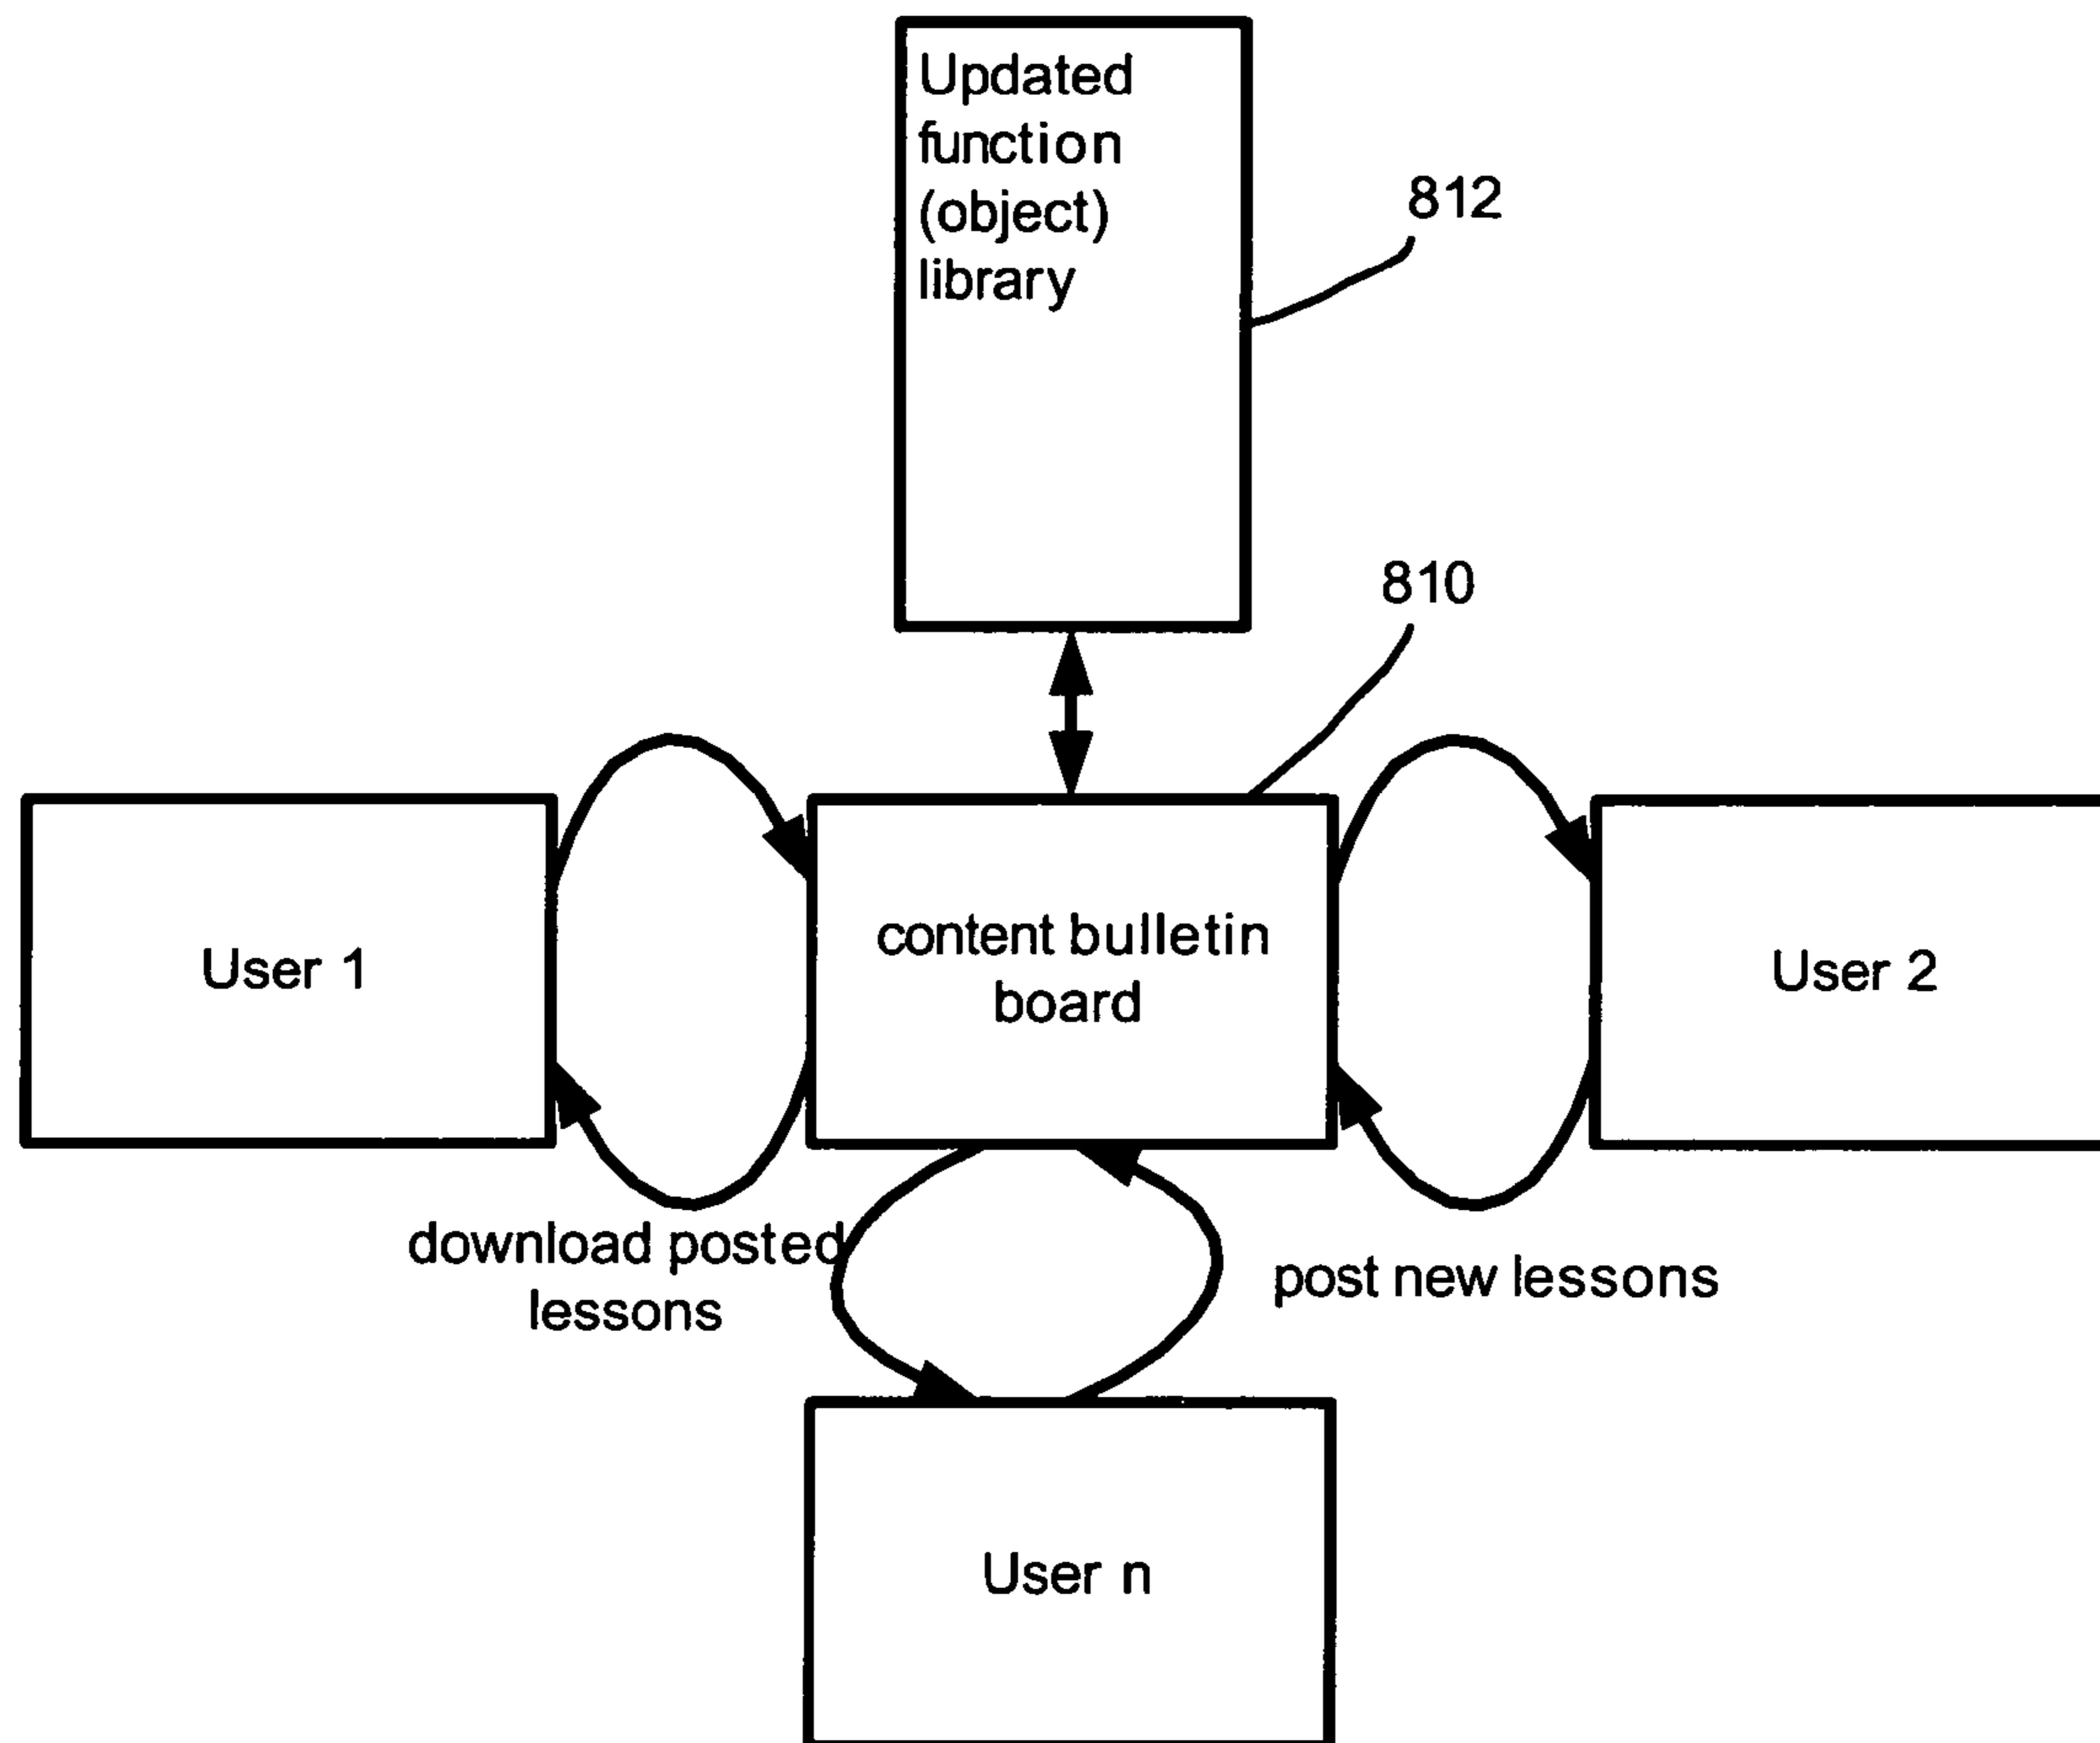 Updated
function
(object)
library
812
810
User 1
content bulletin
board
User 2
download posted
lessons
post new lessons
User n